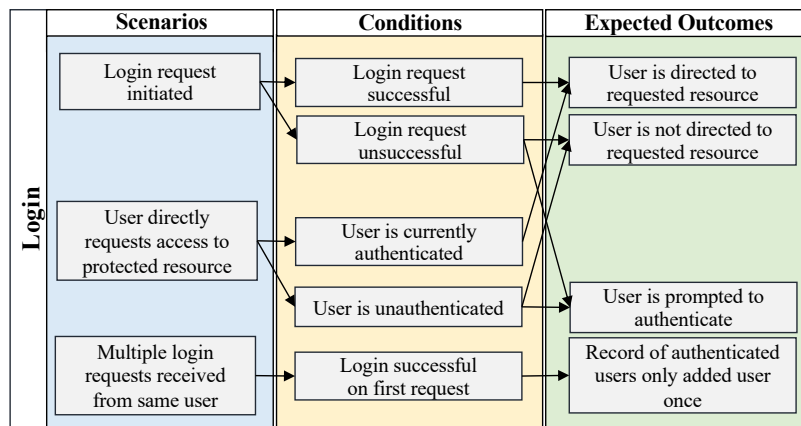 Scenarios
Conditions
Expected Outcomes
Login
Login request
initiated
Login request
successful
User is directed to
requested resource
Login request
unsuccessful
User is not directed to
requested resource
User directly
requests access to
protected resource
User is currently
authenticated
User is unauthenticated
User is prompted to
authenticate
Multiple login
requests received
from same user
Login successful
on first request
Record of authenticated
users only added user
once